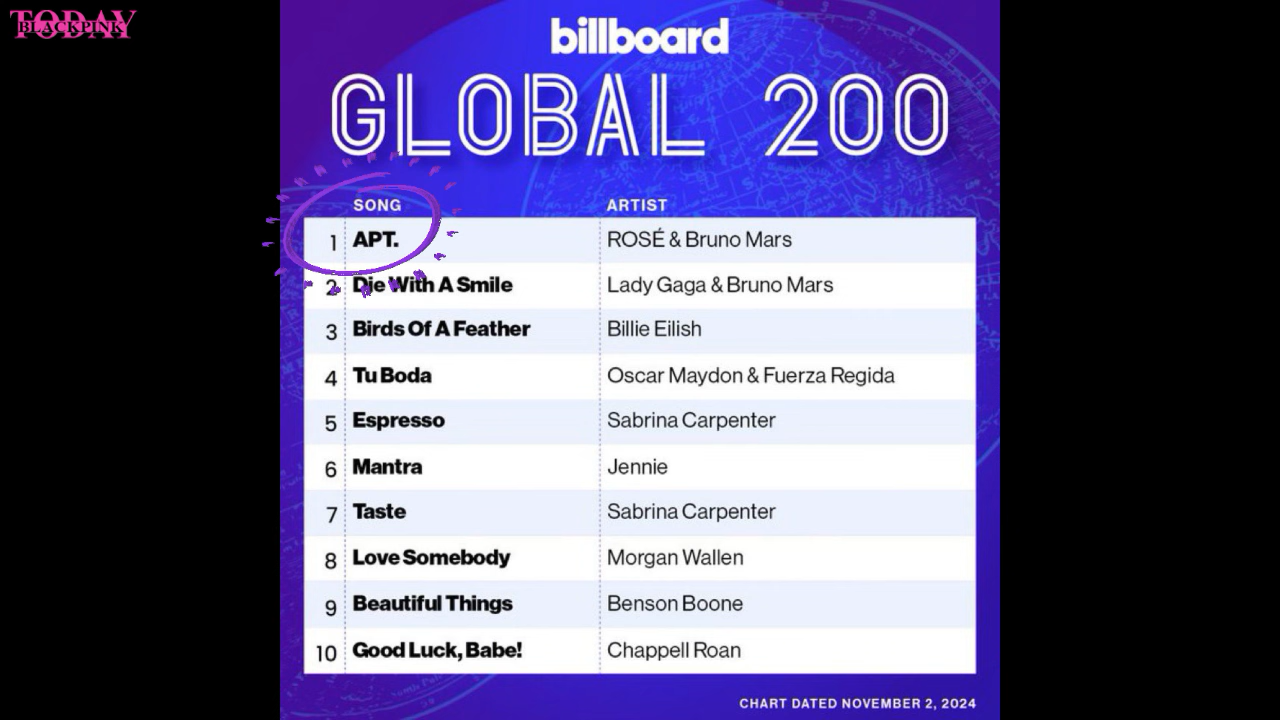 TODAY
BLACKPINK
billboard
GLOBAL 200
SONG ARTIST
1 APT. ROSÉ & Bruno Mars
2 Die With A Smile Lady Gaga & Bruno Mars
3 Birds Of A Feather Billie Eilish
4 Tu Boda Oscar Maydon & Fuerza Regida
5 Espresso Sabrina Carpenter
6 Mantra Jennie
7 Taste Sabrina Carpenter
8 Love Somebody Morgan Wallen
9 Beautiful Things Benson Boone
10 Good Luck, Babe! Chappell Roan
CHART DATED NOVEMBER 2, 2024